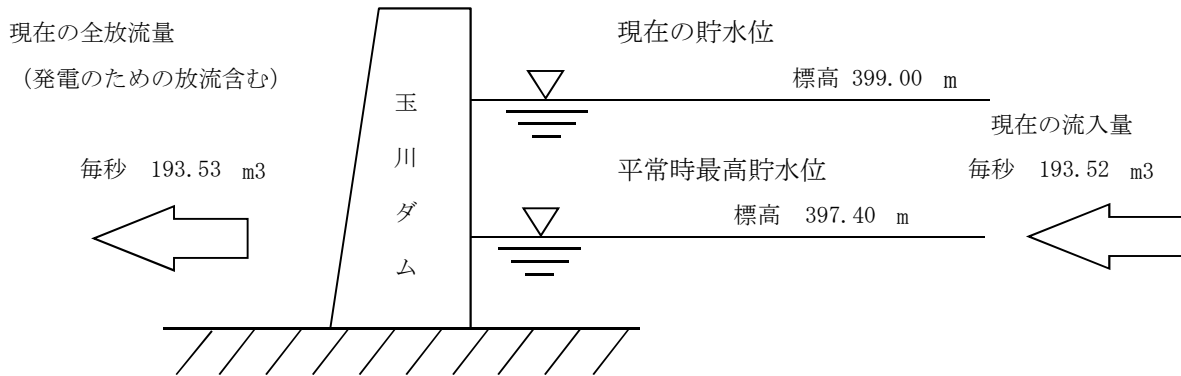 現在の全放流量
（発電のための放流含む）
毎秒 193.53 m3
玉川ダム
現在の貯水位
標高 399.00 m
現在の流入量
毎秒 193.52 m3
平常時最高貯水位
標高 397.40 m